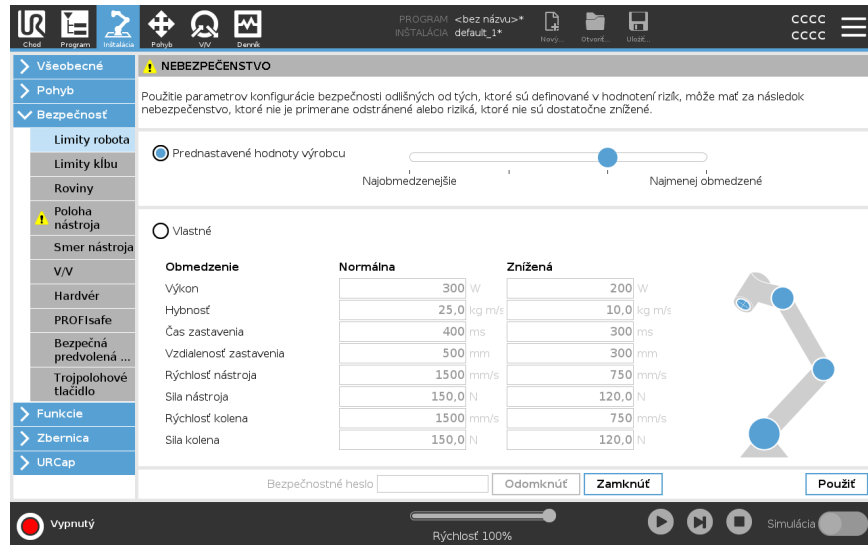 Chod
Program
Inštalácia
Pohyb
V/V
Denník
PROGRAM <bez názvu>*
INŠTALÁCIA default_1*
Nový...
Otvoriť...
Uložiť...
CCCC
CCCC
Všeobecné
Pohyb
Bezpečnosť
Limity robota
Limity kĺbu
Roviny
Poloha
nástroja
Smer nástroja
V/V
Hardvér
PROFIsafe
Bezpečná
predvolená ...
Trojpolohové
tlačidlo
Funkcie
Zbernica
URCap
NEBEZPEČENSTVO
Použitie parametrov konfigurácie bezpečnosti odlišných od tých, ktoré sú definované v hodnotení rizík, môže mať za následok
nebezpečenstvo, ktoré nie je primerane odstránené alebo riziká, ktoré nie sú dostatočne znížené.
Prednastavené hodnoty výrobcu
Najobmedzenejšie
Najmenej obmedzené
Vlastné
Obmedzenie Normálna Znížená
Výkon 300 W 200 W
Hybnosť 25,0 kg m/s 10,0 kg m/s
Čas zastavenia 400 ms 300 ms
Vzdialenosť zastavenia 500 mm 300 mm
Rýchlosť nástroja 1500 mm/s 750 mm/s
Sila nástroja 150,0 N 120,0 N
Rýchlosť kolena 1500 mm/s 750 mm/s
Sila kolena 150,0 N 120,0 N
Bezpečnostné heslo Odomknúť Zamknúť Použiť
Vypnutý
Rýchlosť 100%
Simulácia